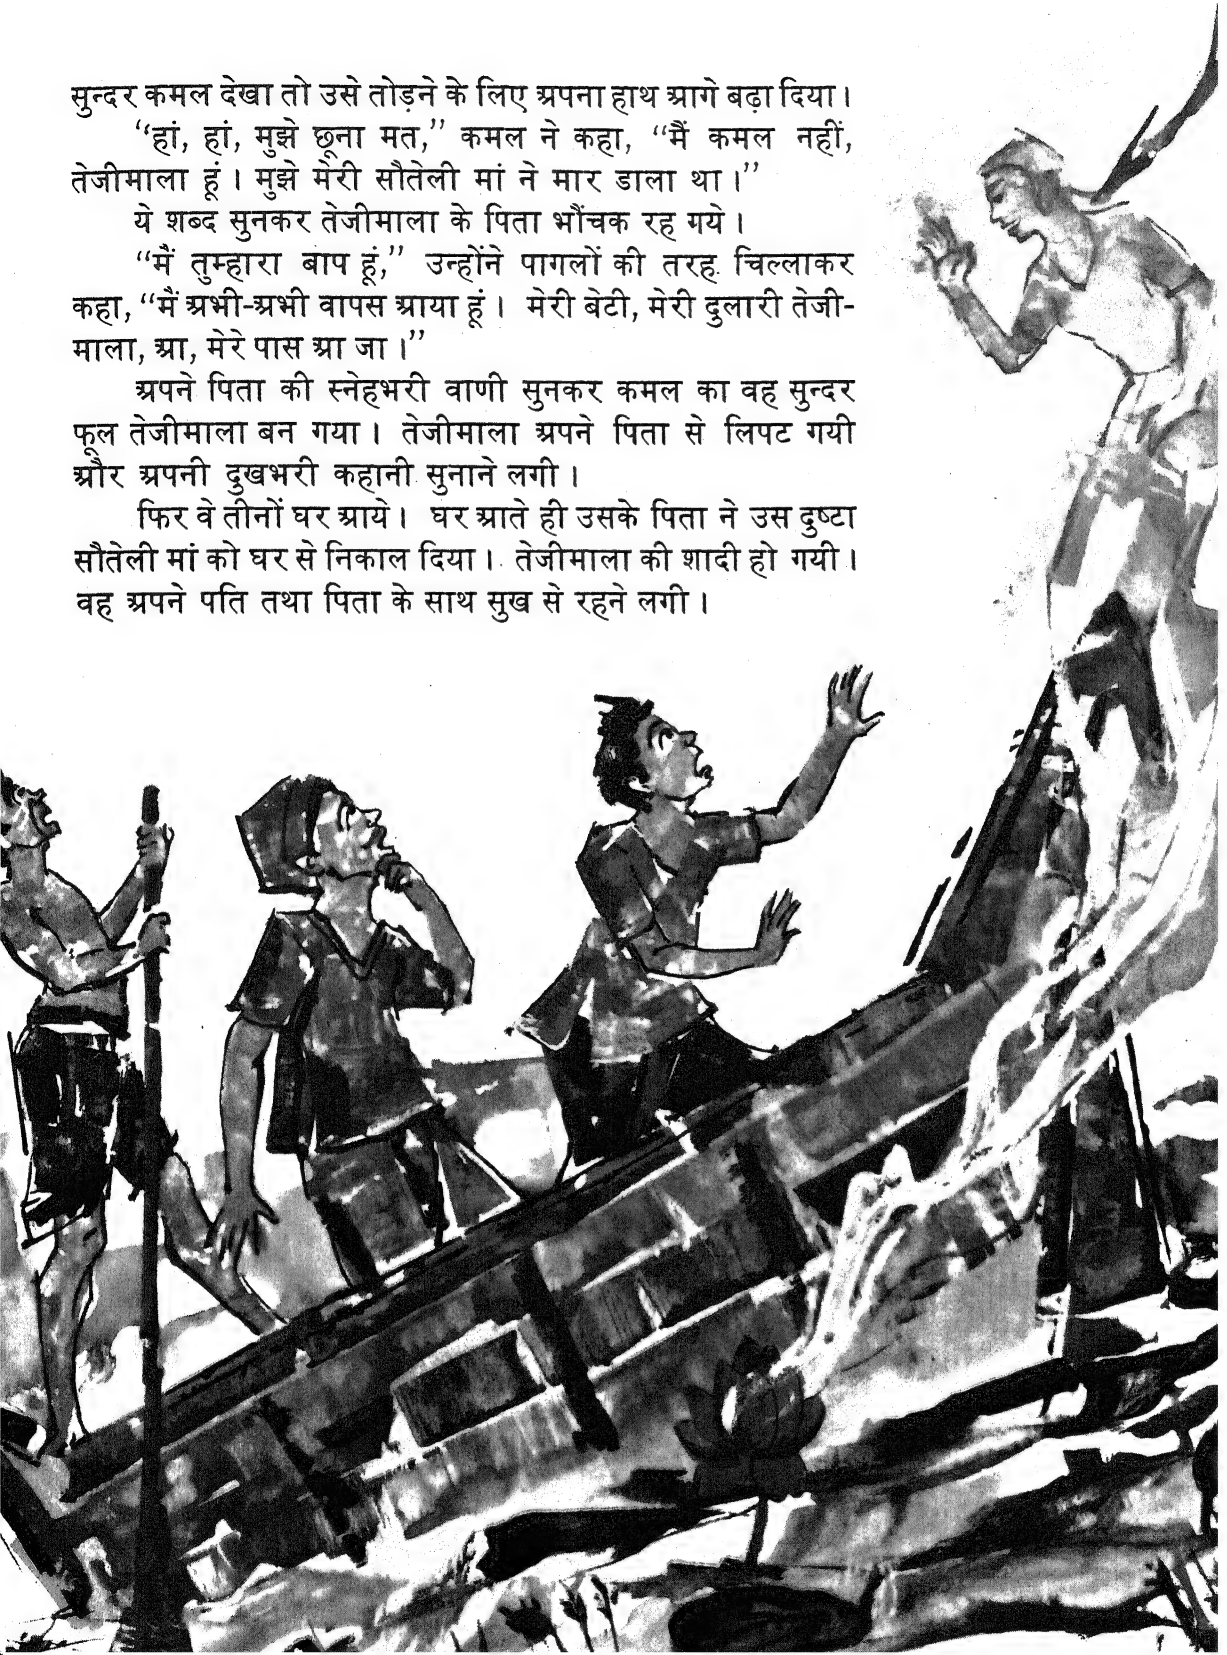 सुन्दर कमल देखा तो उसे तोड़ने के लिए अपना हाथ आगे बढ़ा दिया।
“हां, हां, मुझे छूना मत,” कमल ने कहा, “मैं कमल नहीं,
तेजीमाला हूं। मुझे मेरी सौतेली मां ने मार डाला था।”
ये शब्द सुनकर तेजीमाला के पिता भौंचक रह गये।
“मैं तुम्हारा बाप हूं,” उन्होंने पागलों की तरह चिल्लाकर
कहा, “मैं अभी-अभी वापस आया हूं। मेरी बेटी, मेरी दुलारी तेजी-
माला, आ, मेरे पास आ जा।”
अपने पिता की स्नेहभरी वाणी सुनकर कमल का वह सुन्दर
फूल तेजीमाला बन गया। तेजीमाला अपने पिता से लिपट गयी
और अपनी दुखभरी कहानी सुनाने लगी।
फिर वे तीनों घर आये। घर आते ही उसके पिता ने उस दुष्टा
सौतेली मां को घर से निकाल दिया। तेजीमाला की शादी हो गयी।
वह अपने पति तथा पिता के साथ सुख से रहने लगी।